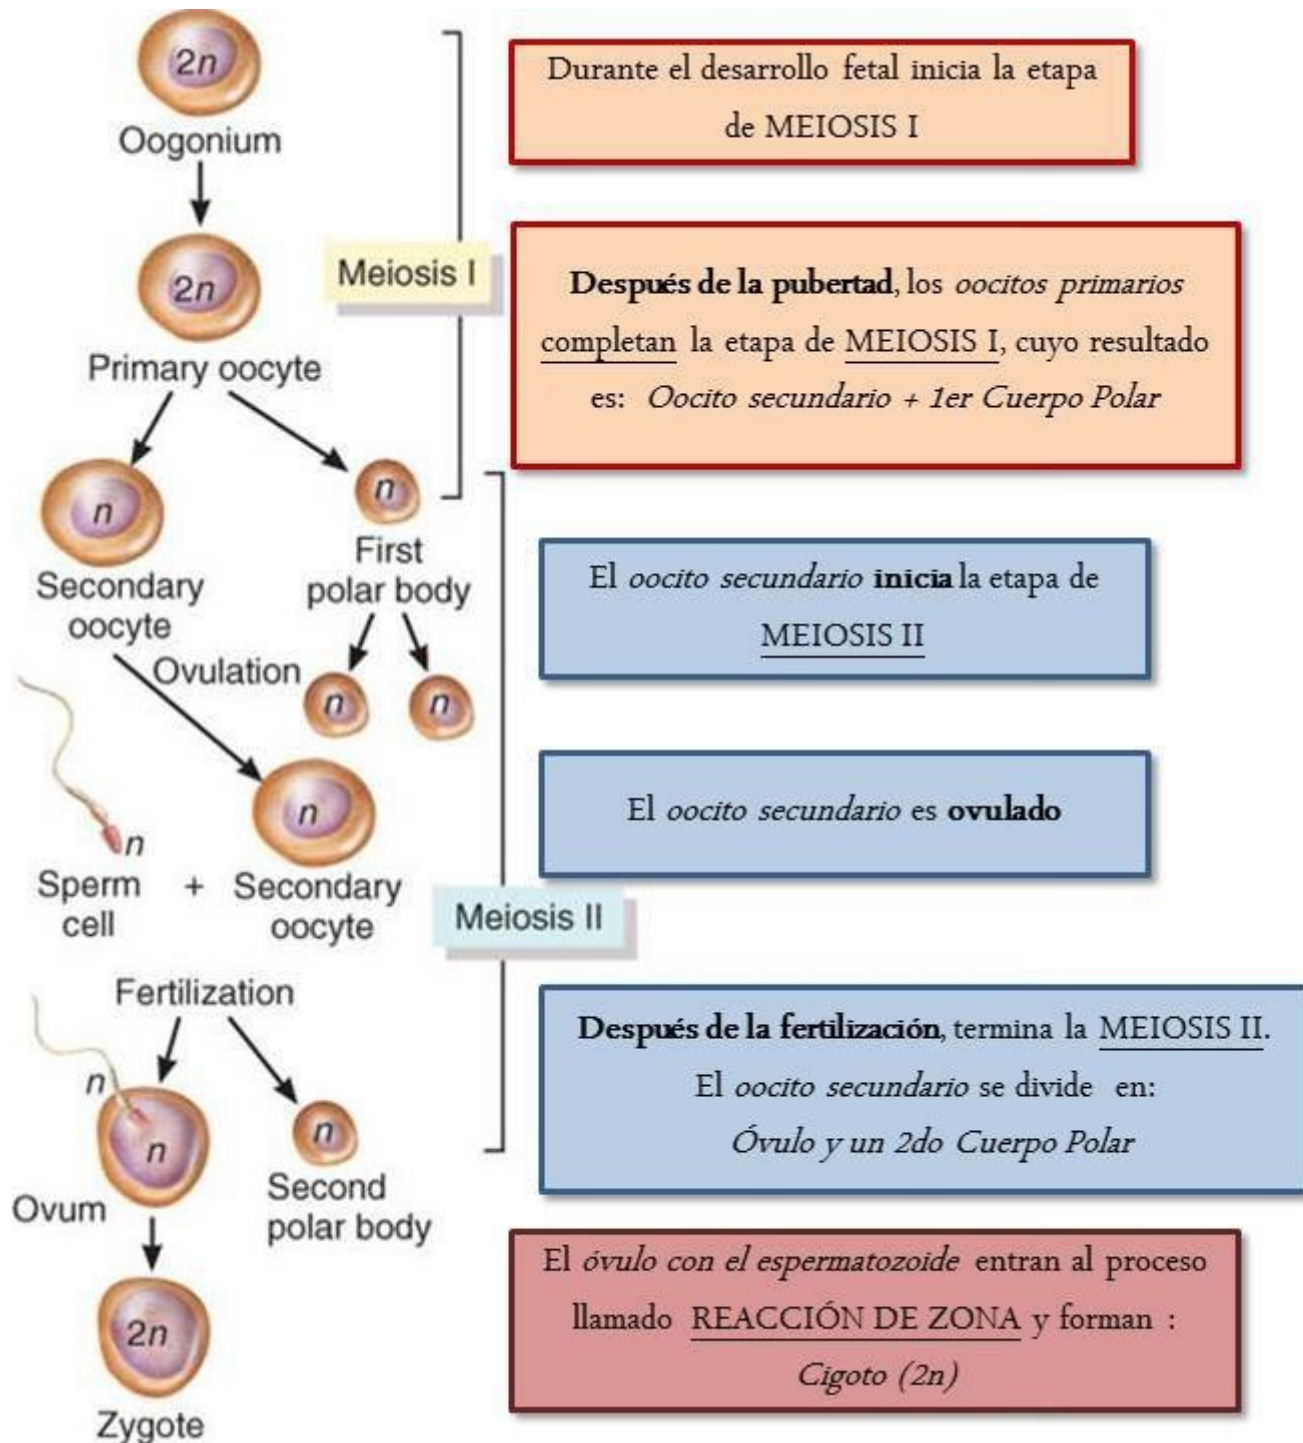 2n
Oogonium
Durante el desarrollo fetal inicia la etapa
de MEIOSIS I
2n
Primary oocyte
Meiosis I
Después de la pubertad, los oocitos primarios
completan la etapa de MEIOSIS I, cuyo resultado
es: Oocito secundario + 1er Cuerpo Polar
n
Secondary
oocyte
n
First
polar body
El oocito secundario inicia la etapa de
MEIOSIS II
Ovulation
n
n
n
Sperm
cell
+
n
Secondary
oocyte
Meiosis II
El oocito secundario es ovulado
Fertilization
n
n
Ovum
n
Second
polar body
Después de la fertilización, termina la MEIOSIS II.
El oocito secundario se divide en:
Óvulo y un 2do Cuerpo Polar
2n
Zygote
El óvulo con el espermatozoide entran al proceso
llamado REACCIÓN DE ZONA y forman :
Cigoto (2n)